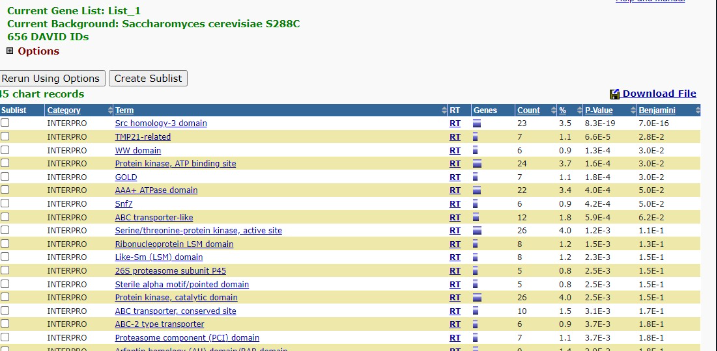 Help and Manual
Current Gene List: List_1
Current Background: Saccharomyces cerevisiae S288C
656 DAVID IDs
Options
Rerun Using Options Create Sublist
45 chart records Download File
Sublist Category Term RT Genes Count % P-Value Benjamini
INTERPRO Src homology-3 domain RT 23 3.5 8.3E-19 7.0E-16
INTERPRO TMP21-related RT 7 1.1 6.6E-5 2.8E-2
INTERPRO WW domain RT 6 0.9 1.3E-4 3.0E-2
INTERPRO Protein kinase, ATP binding site RT 24 3.7 1.6E-4 3.0E-2
INTERPRO GOLD RT 7 1.1 1.8E-4 3.0E-2
INTERPRO AAA+ ATPase domain RT 22 3.4 4.0E-4 5.0E-2
INTERPRO Snf7 RT 6 0.9 4.2E-4 5.0E-2
INTERPRO ABC transporter-like RT 12 1.8 5.9E-4 6.2E-2
INTERPRO Serine/threonine-protein kinase, active site RT 26 4.0 1.2E-3 1.1E-1
INTERPRO Ribonucleoprotein LSM domain RT 8 1.2 1.5E-3 1.3E-1
INTERPRO Like-Sm (LSM) domain RT 8 1.2 2.3E-3 1.5E-1
INTERPRO 26S proteasome subunit P45 RT 5 0.8 2.5E-3 1.5E-1
INTERPRO Sterile alpha motif/pointed domain RT 5 0.8 2.5E-3 1.5E-1
INTERPRO Protein kinase, catalytic domain RT 26 4.0 2.5E-3 1.5E-1
INTERPRO ABC transporter, conserved site RT 10 1.5 3.1E-3 1.7E-1
INTERPRO ABC-2 type transporter RT 6 0.9 3.7E-3 1.8E-1
INTERPRO Proteasome component (PCI) domain RT 7 1.1 3.7E-3 1.8E-1